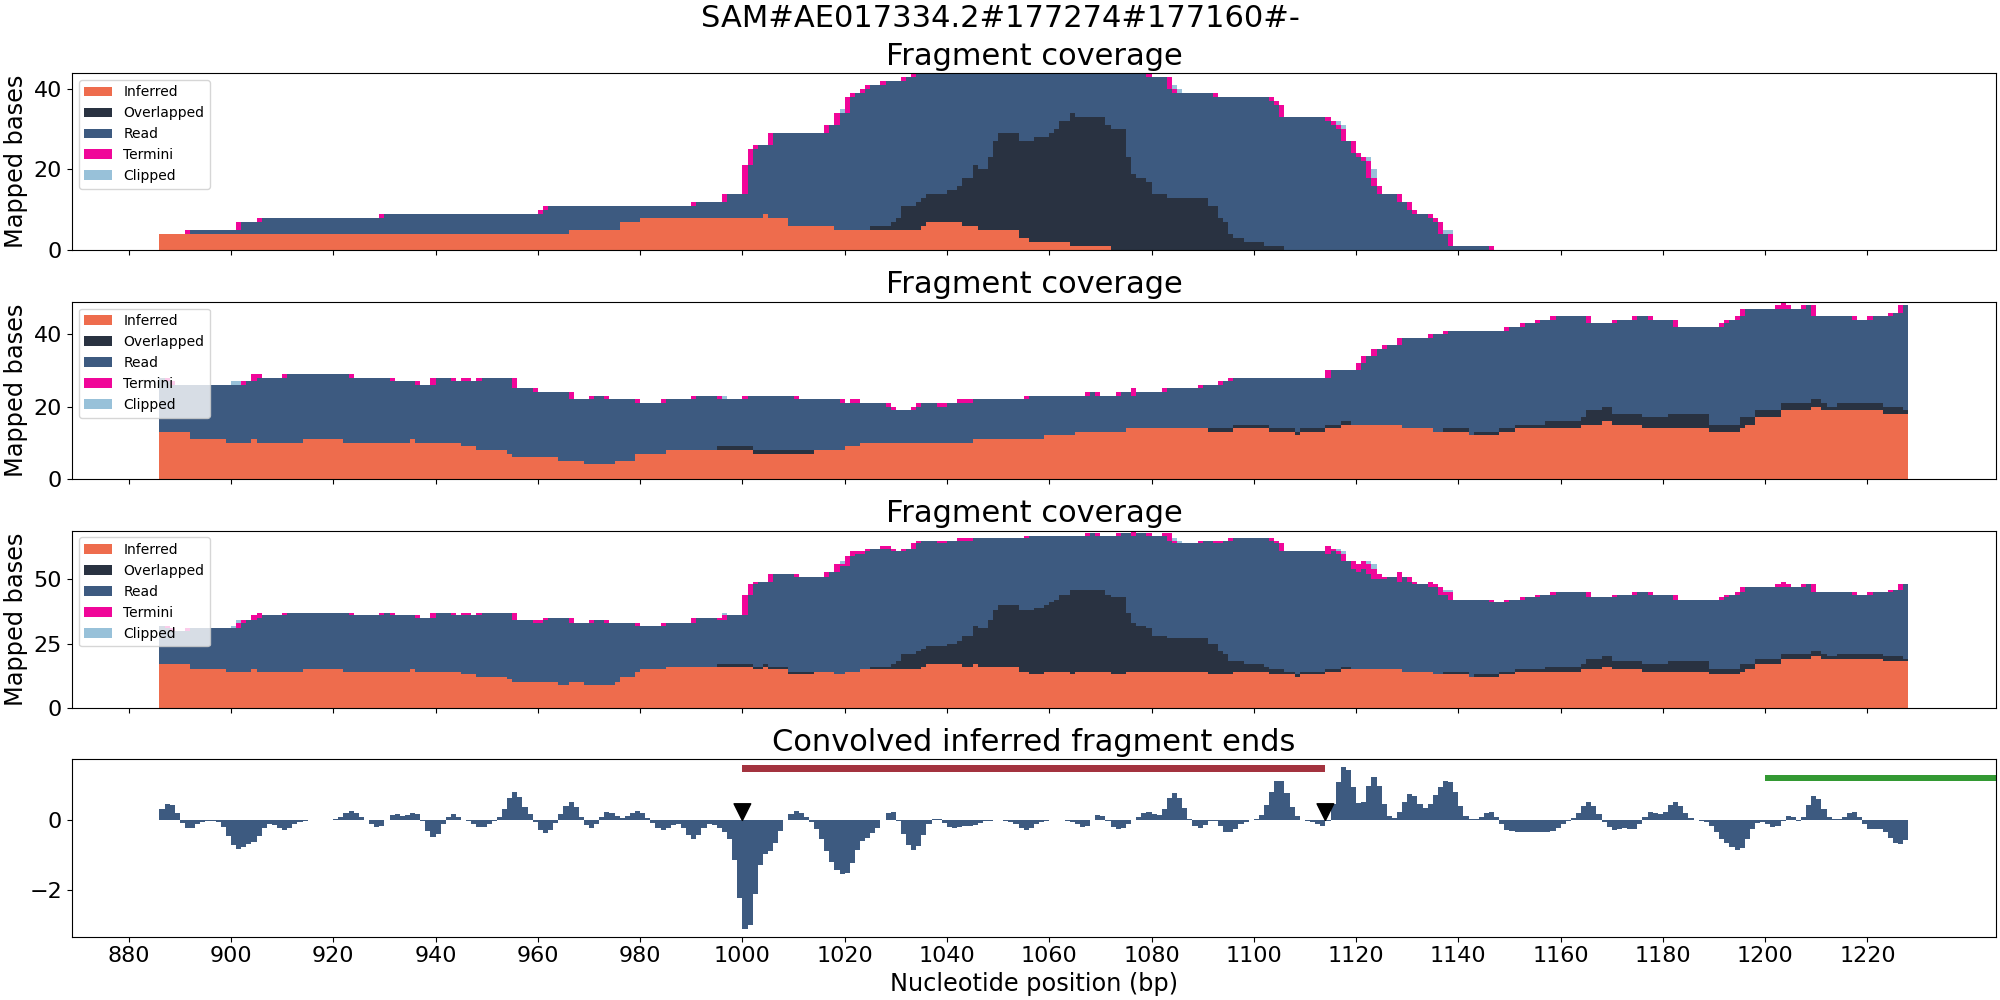 SAM#AE017334.2#177274#177160#-
Fragment coverage
Mapped bases
40
20
0
Inferred
Overlapped
Read
Termini
Clipped
Fragment coverage
Mapped bases
40
20
0
Inferred
Overlapped
Read
Termini
Clipped
Fragment coverage
Mapped bases
50
25
0
Inferred
Overlapped
Read
Termini
Clipped
Convolved inferred fragment ends
0
−2
880 900 920 940 960 980 1000 1020 1040 1060 1080 1100 1120 1140 1160 1180 1200 1220
Nucleotide position (bp)